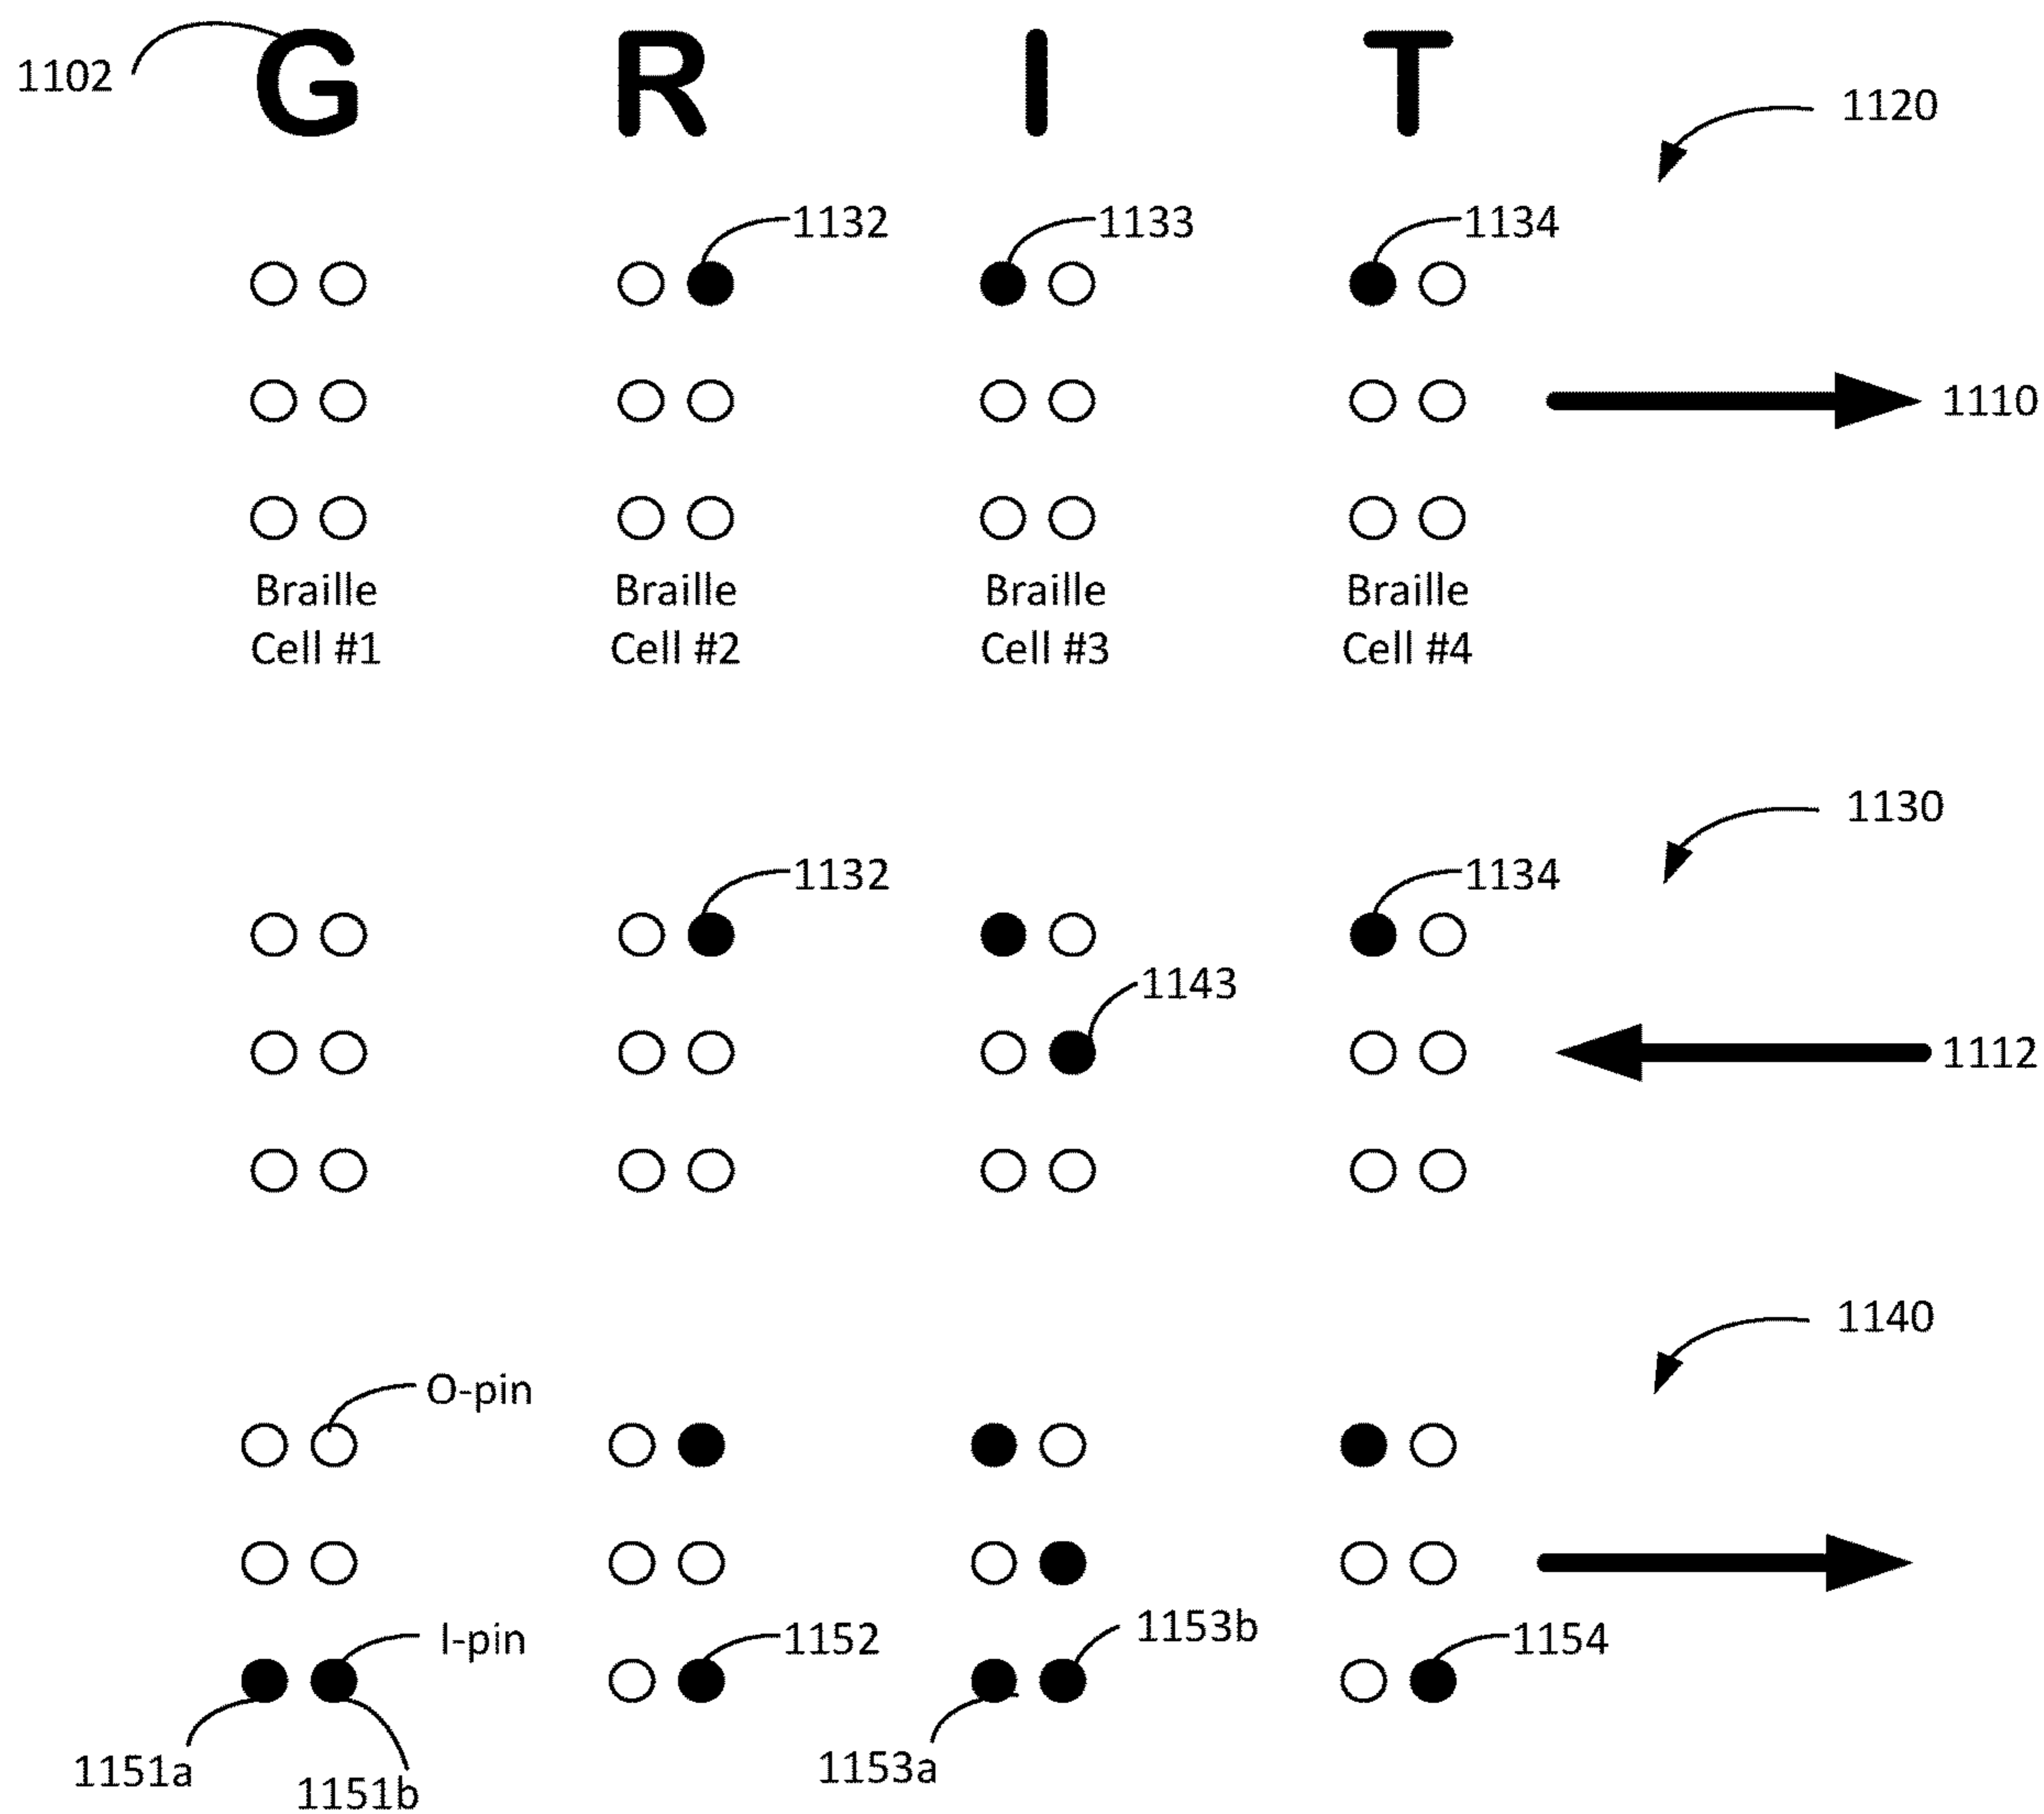 1102 G R I T
1120
1132 1133 1134
1110
Braille Braille Braille Braille
Cell #1 Cell #2 Cell #3 Cell #4
1130
1132 1134
1143
1112
1140
O-pin
I-pin 1152 1153b 1154
1151a 1151b 1153a